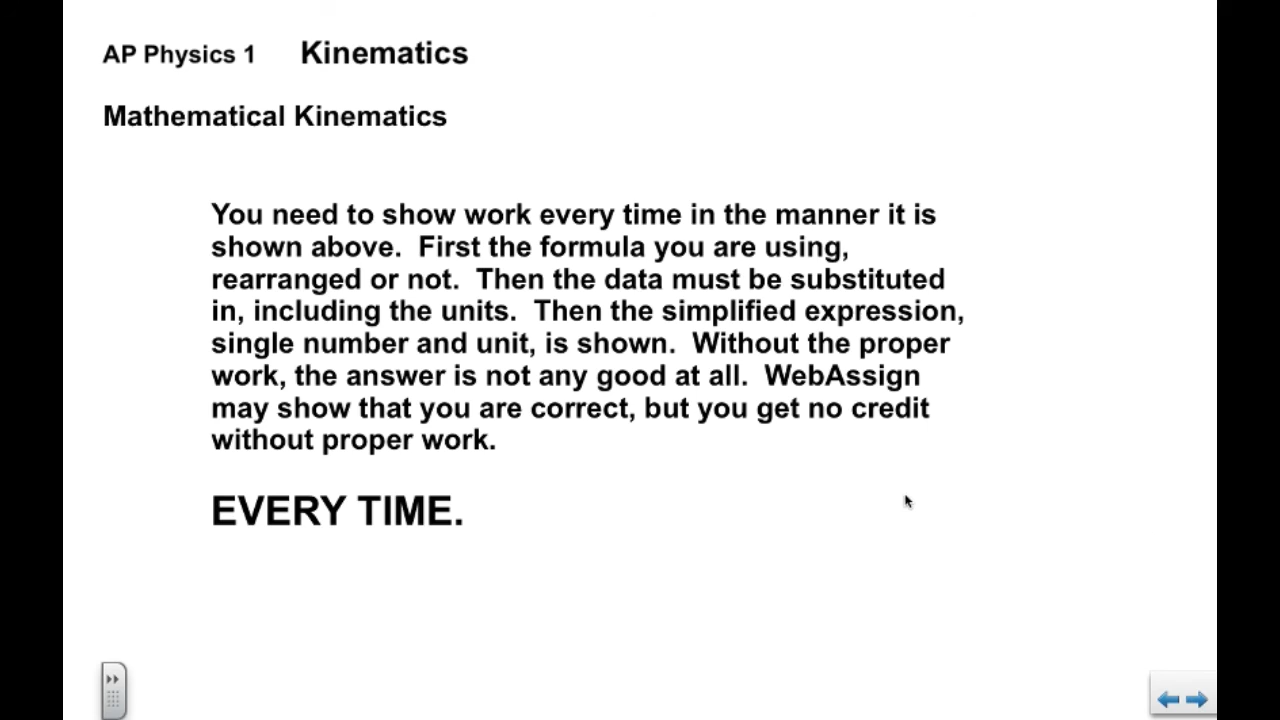 AP Physics 1 Kinematics
Mathematical Kinematics
You need to show work every time in the manner it is
shown above. First the formula you are using,
rearranged or not. Then the data must be substituted
in, including the units. Then the simplified expression,
single number and unit, is shown. Without the proper
work, the answer is not any good at all. WebAssign
may show that you are correct, but you get no credit
without proper work.
EVERY TIME.